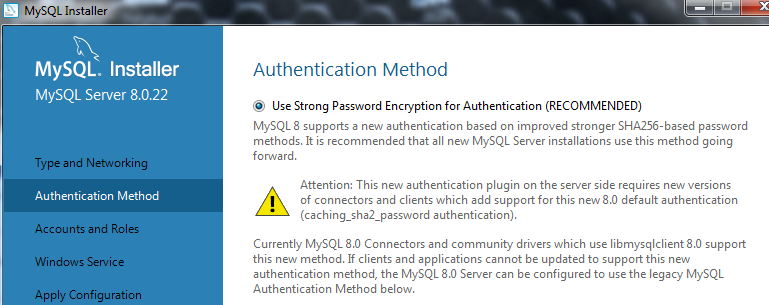 MySQL Installer
MySQL. Installer
MySQL Server 8.0.22
Type and Networking
Authentication Method
Accounts and Roles
Windows Service
Apply Configuration
Authentication Method
Use Strong Password Encryption for Authentication (RECOMMENDED)
MySQL 8 supports a new authentication based on improved stronger SHA256-based password
methods. It is recommended that all new MySQL Server installations use this method going
forward.
Attention: This new authentication plugin on the server side requires new versions
of connectors and clients which add support for this new 8.0 default authentication
(caching_sha2_password authentication).
Currently MySQL 8.0 Connectors and community drivers which use libmysqlclient 8.0 support
this new method. If clients and applications cannot be updated to support this new
authentication method, the MySQL 8.0 Server can be configured to use the legacy MySQL
Authentication Method below.